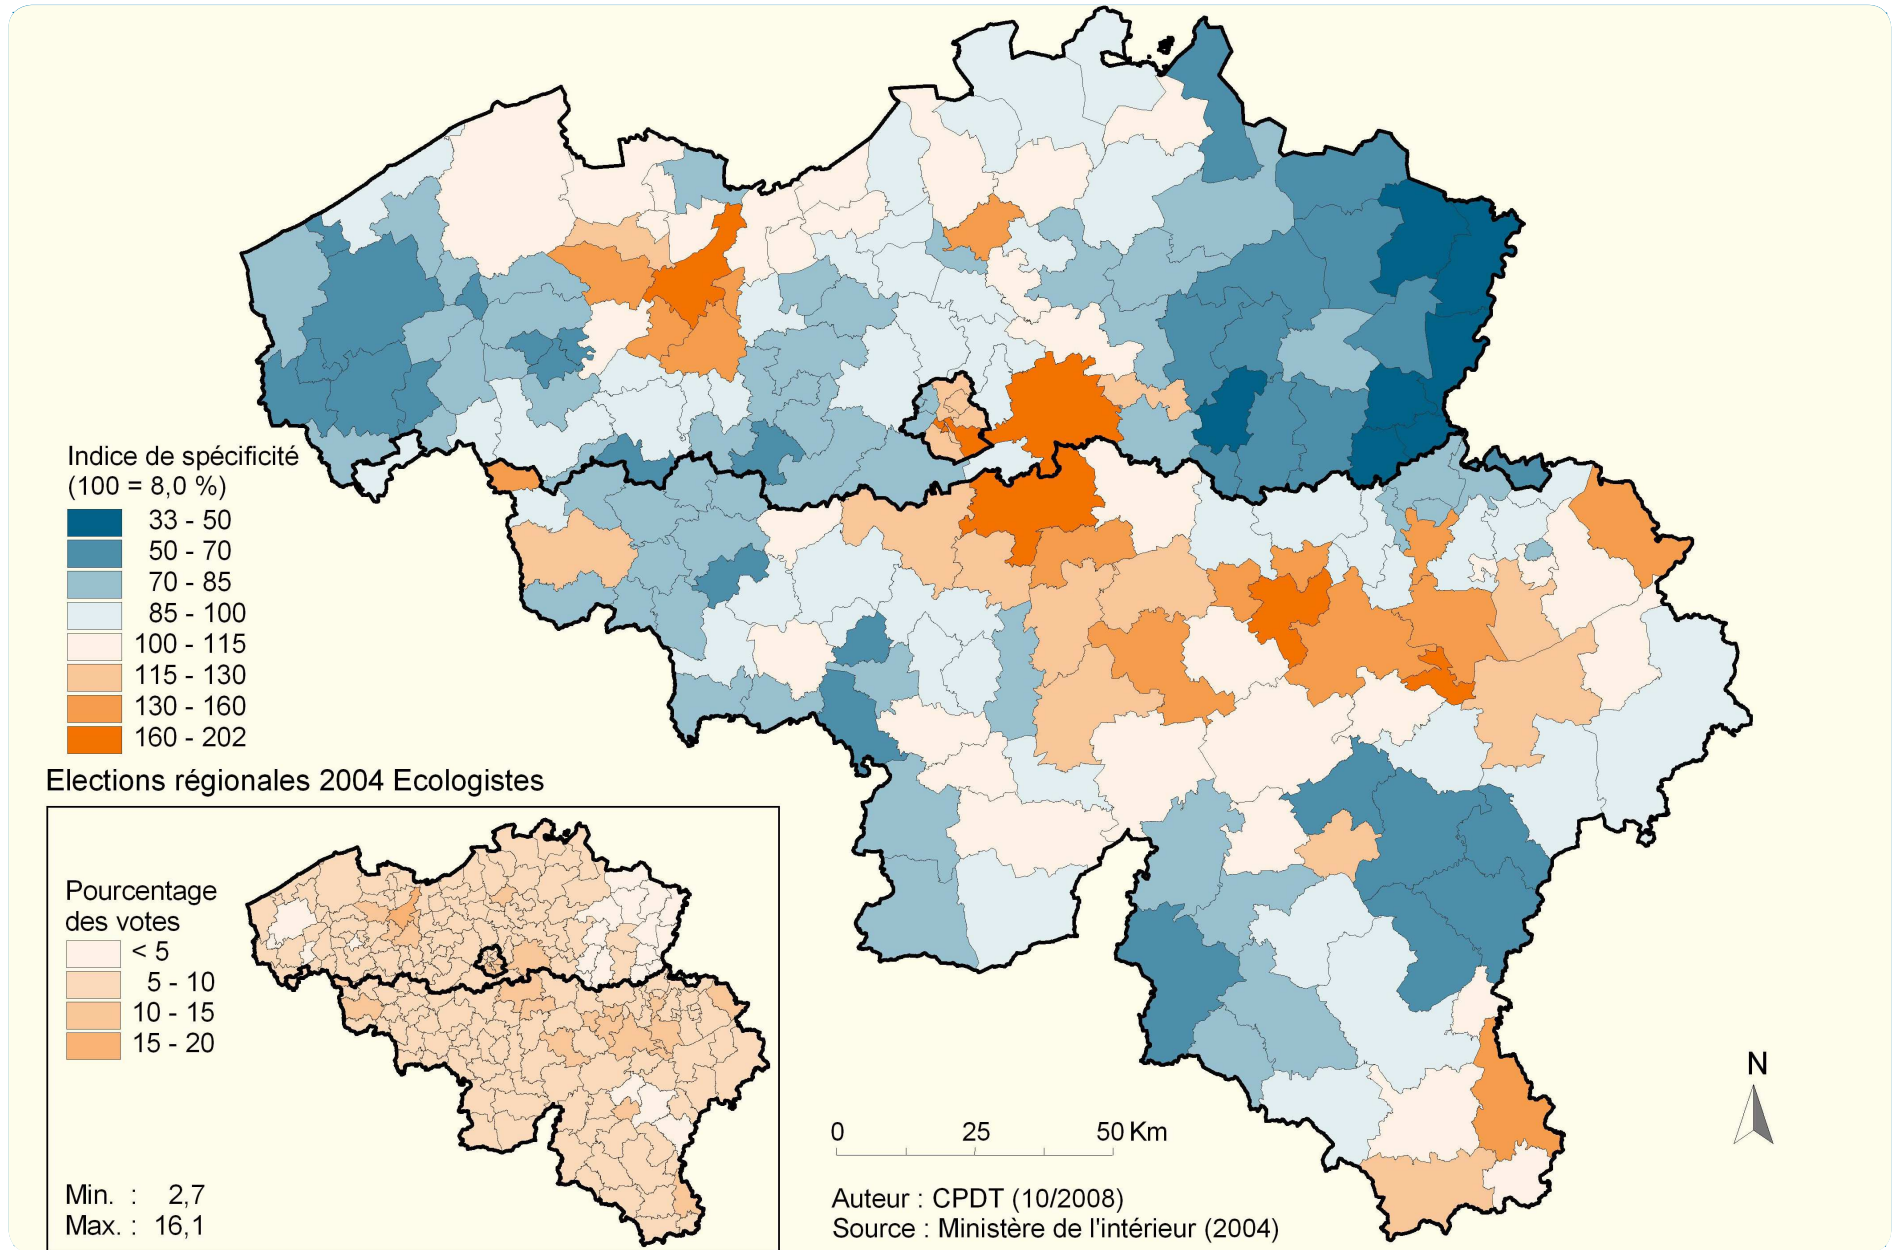 Indice de spécificité
(100 = 8,0 %)
33 - 50
50 - 70
70 - 85
85 - 100
100 - 115
115 - 130
130 - 160
160 - 202
Elections régionales 2004 Ecologistes
Pourcentage
des votes
< 5
5 - 10
10 - 15
15 - 20
Min. : 2,7
Max. : 16,1
0 25 50 Km
Auteur : CPDT (10/2008)
Source : Ministère de l'intérieur (2004)
N